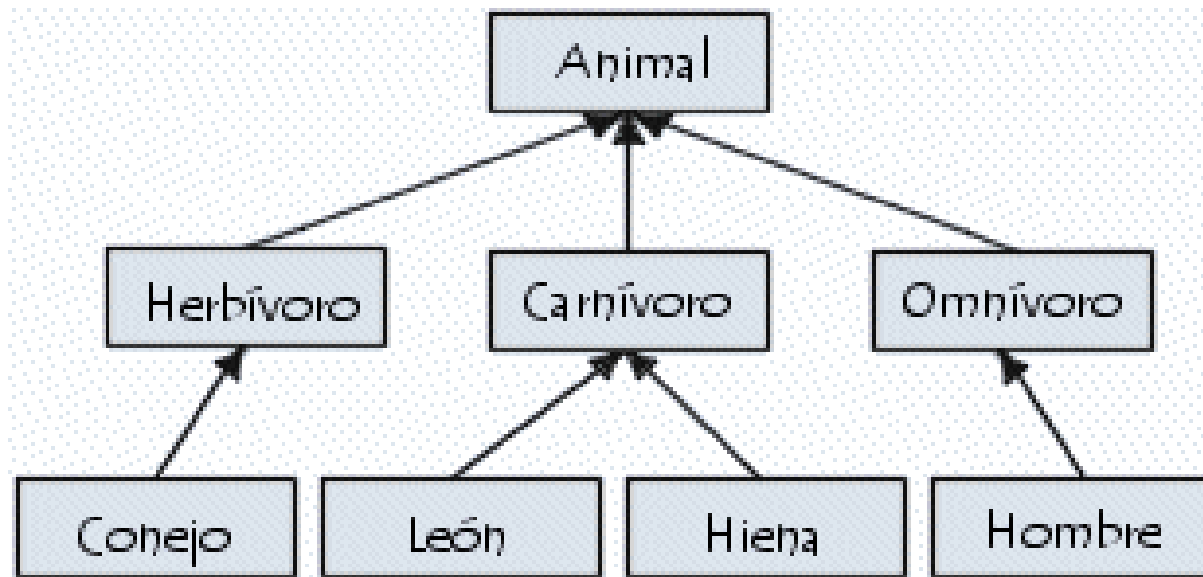 Animal
Herbívoro
Carnívoro
Omnívoro
Conejo
León
Hiena
Hombre